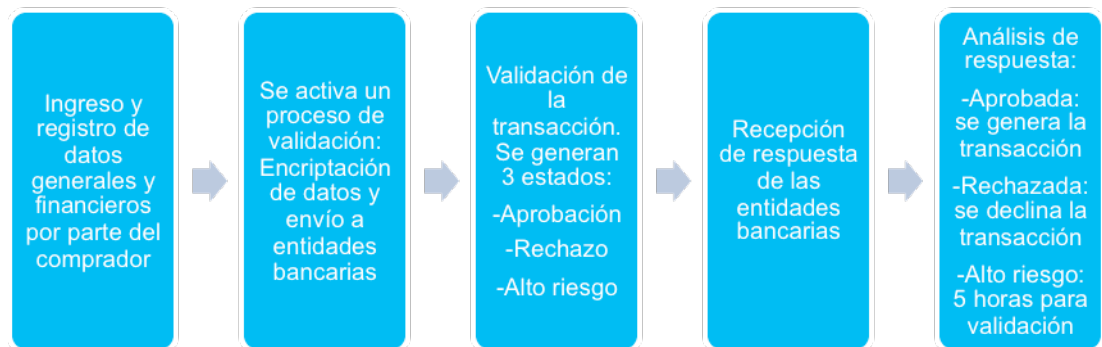 Ingreso y
registro de
datos
generales y
financieros
por parte del
comprador
Se activa un
proceso de
validación:
Encriptación
de datos y
envío a
entidades
bancarias
Validación de
la
transacción.
Se generan
3 estados:
-Aprobación
-Rechazo
-Alto riesgo
Recepción
de respuesta
de las
entidades
bancarias
Análisis de
respuesta:
-Aprobada:
se genera la
transacción
-Rechazada:
se declina la
transacción
-Alto riesgo:
5 horas para
validación